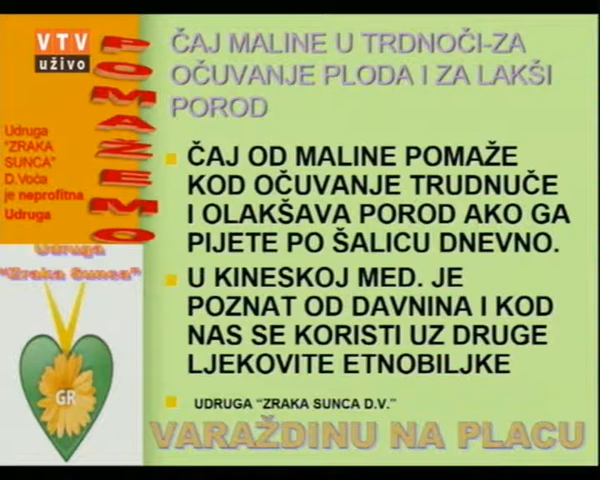 VTV
uživo
POMAŽEMO
Udruga
"ZRAKA
SUNCA"
D.Voća
je neprofitna
Udruga
Udruga
"Zraka Sunca"
GR
ČAJ MALINE U TRDNOČI-ZA
OČUVANJE PLODA I ZA LAKŠI
POROD
ČAJ OD MALINE POMAŽE
KOD OČUVANJE TRUDNUČE
I OLAKŠAVA POROD AKO GA
PIJETE PO ŠALICU DNEVNO.
U KINESKOJ MED. JE
POZNAT OD DAVNINA I KOD
NAS SE KORISTI UZ DRUGE
LJEKOVITE ETNOBILJKE
UDRUGA "ZRAKA SUNCA D.V."
VARAŽDINU NA PLACU